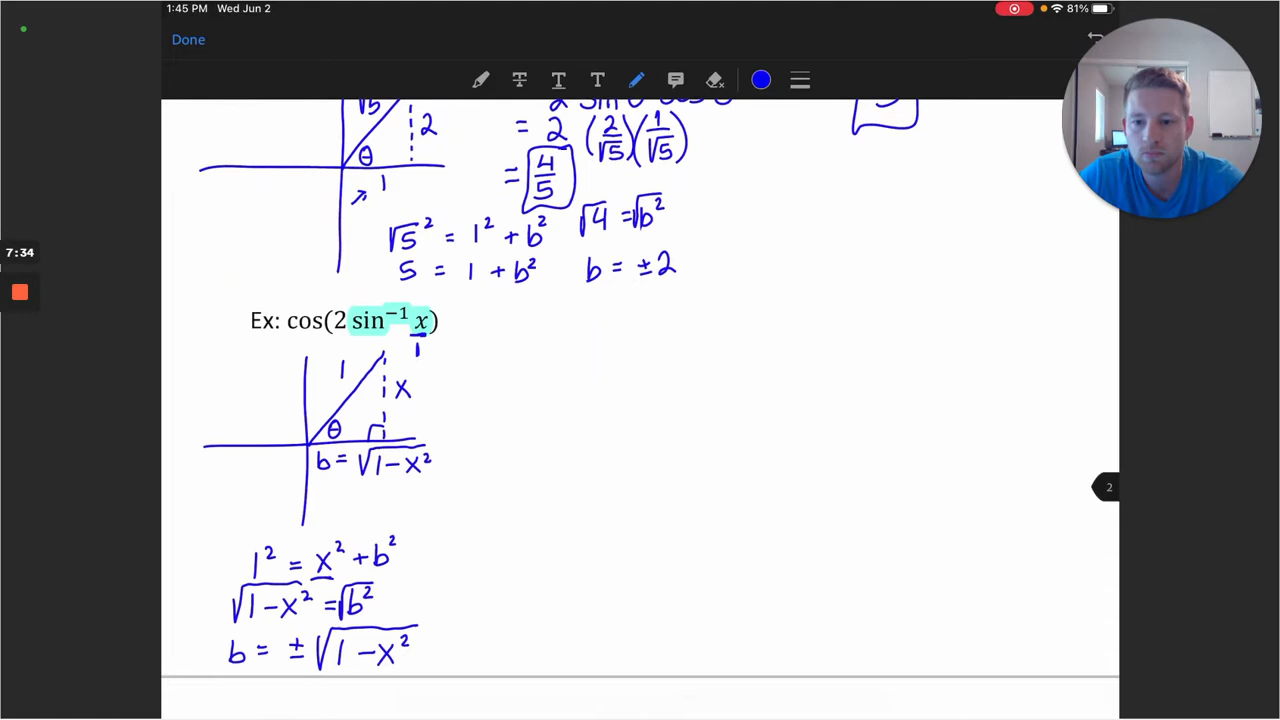 1:45 PM Wed Jun 2
81%
Done
7:34
√5
2
θ
1
= 2 (2/√5)(1/√5)
= 4/5
√5² = 1² + b²
5 = 1 + b²
√4 = √b²
b = ±2
Ex: cos(2 sin⁻¹ x)
1
1
x
θ
b = √1-x²
1² = x² + b²
√1-x² = √b²
b = ± √1-x²
2